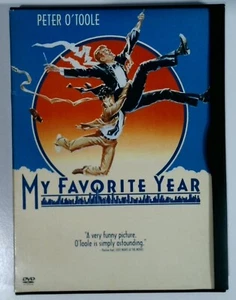 PETER O'TOOLE
MY FAVORITE YEAR
"A very funny picture.
O'Toole is simply astounding."
DVD